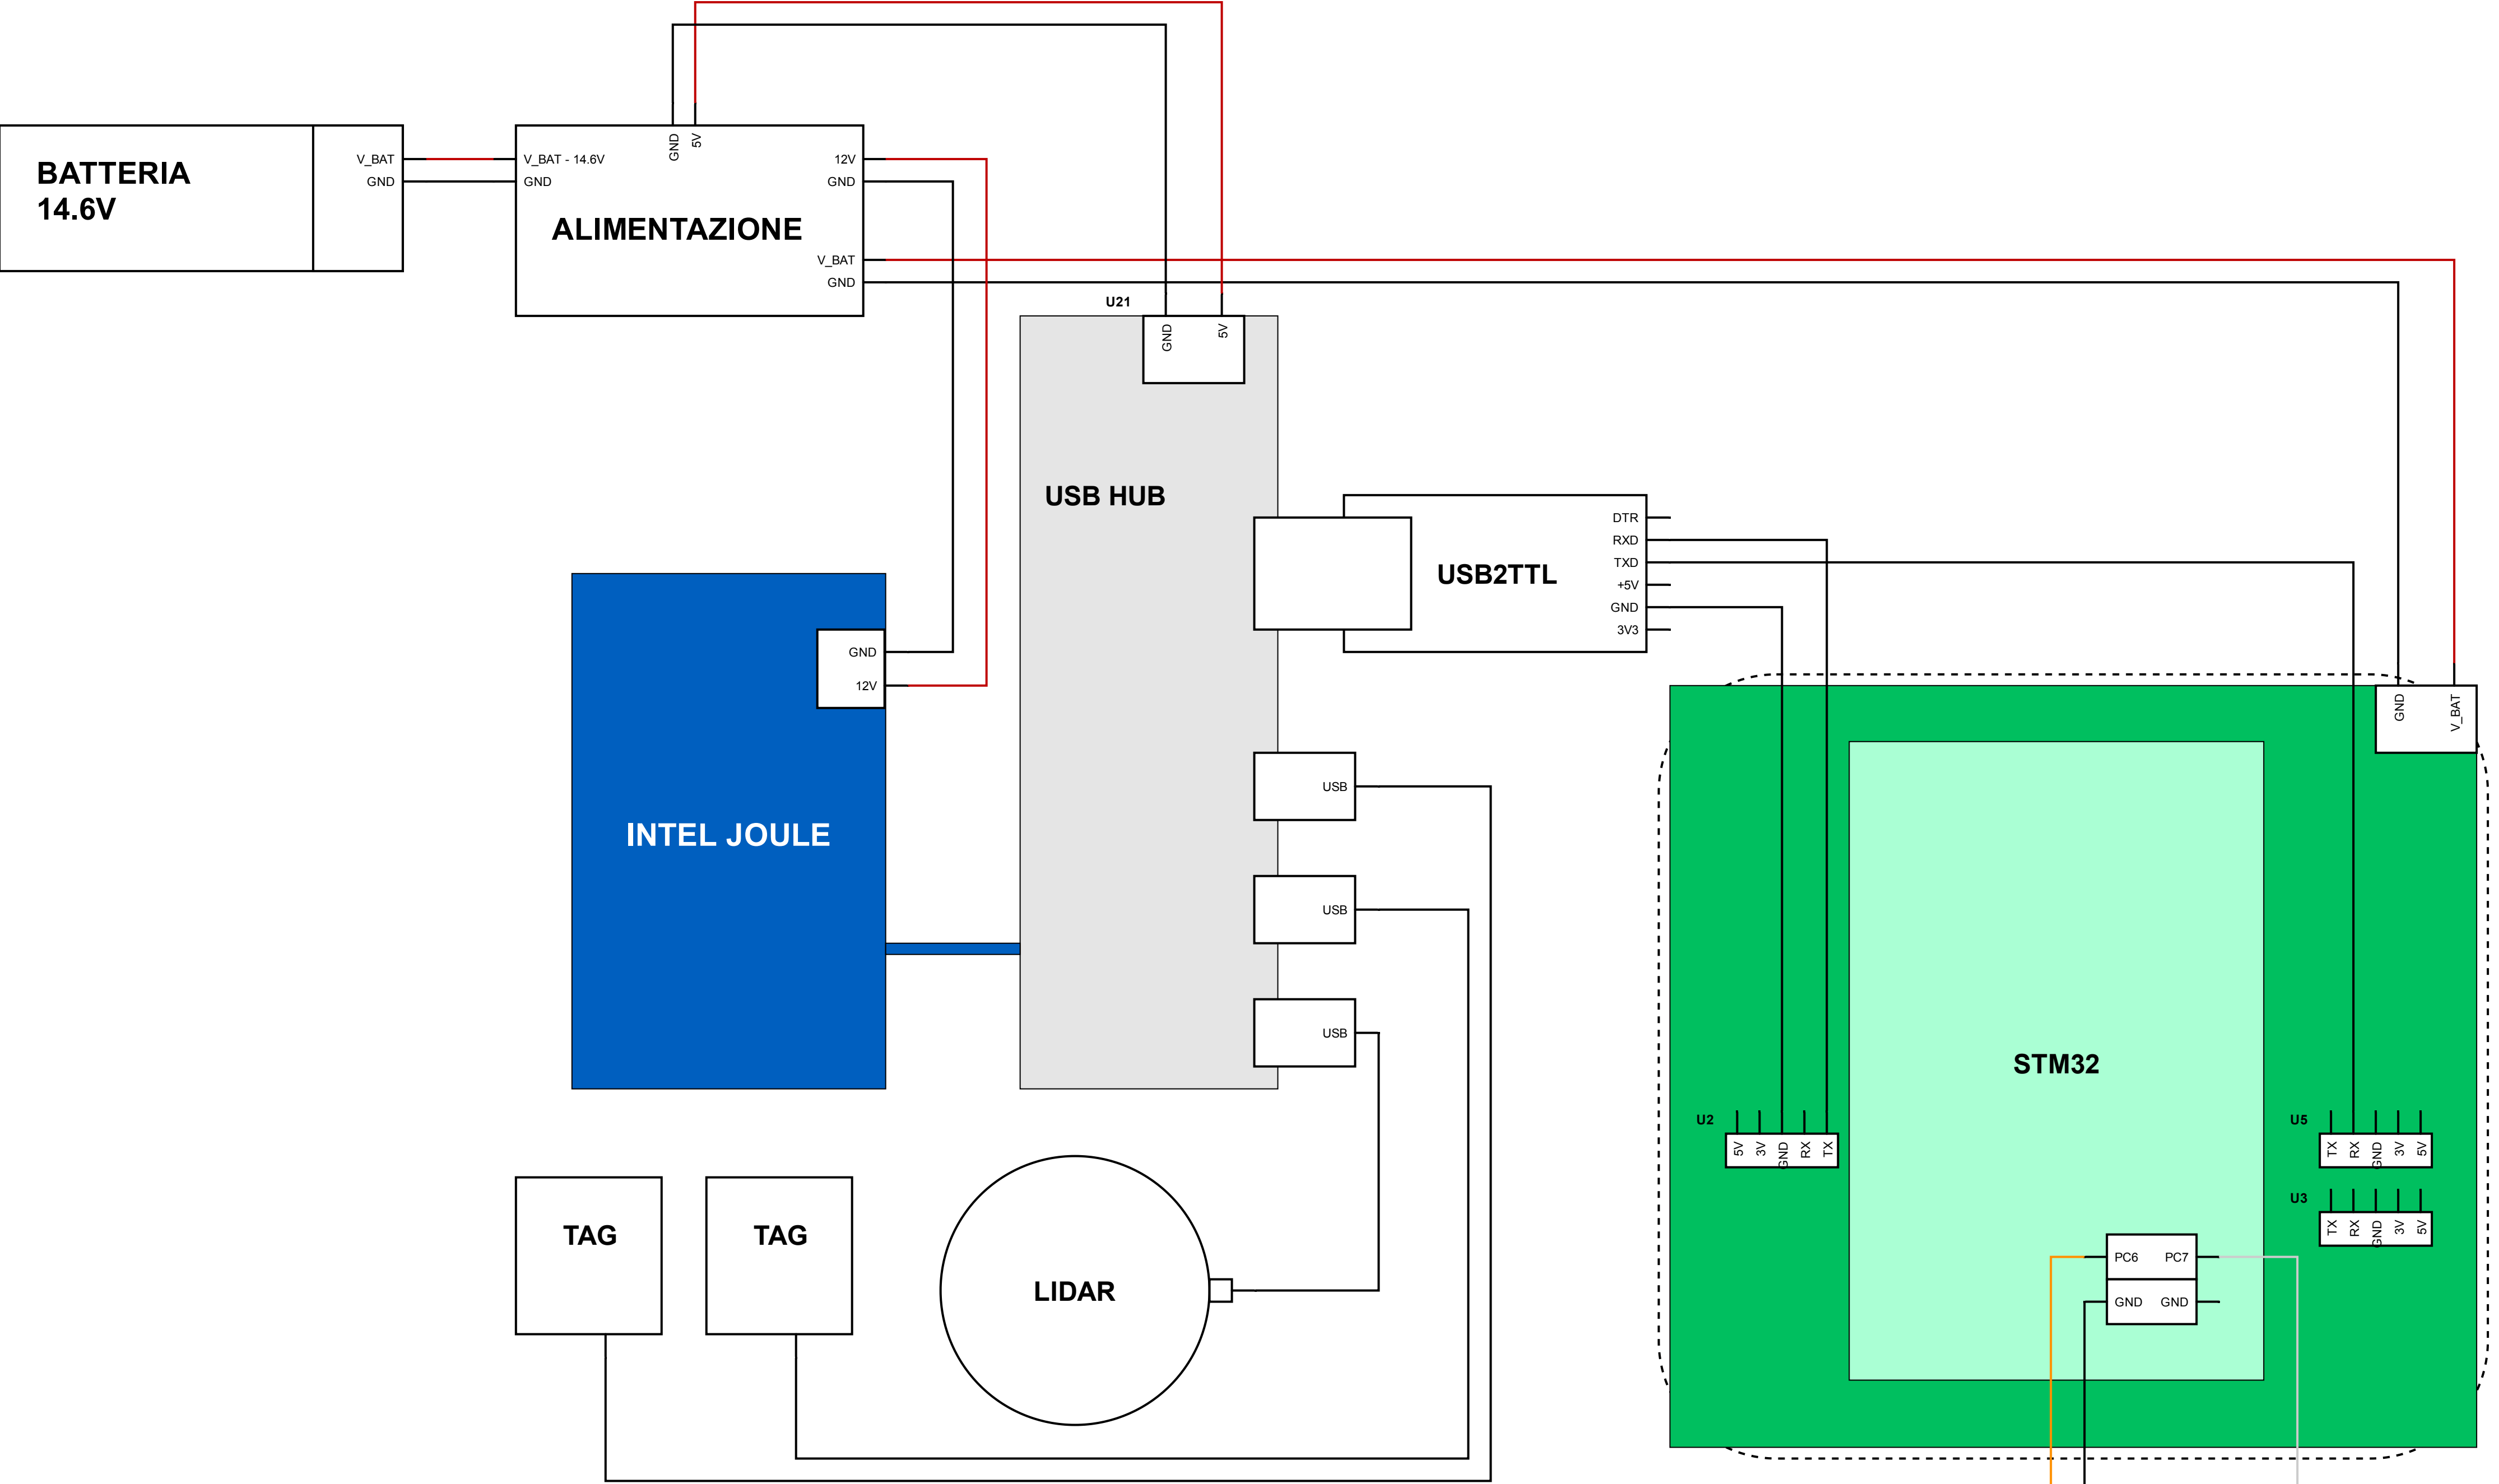 BATTERIA
14.6V
V_BAT
GND
V_BAT - 14.6V
GND
GND
5V
12V
GND
ALIMENTAZIONE
V_BAT
GND
U21
GND
5V
USB HUB
DTR
RXD
TXD
+5V
GND
3V3
USB2TTL
GND
12V
INTEL JOULE
USB
USB
USB
GND
V_BAT
STM32
U2
5V
3V
GND
RX
TX
U5
TX
RX
GND
3V
5V
U3
TX
RX
GND
3V
5V
PC6 PC7
GND GND
TAG
TAG
LIDAR